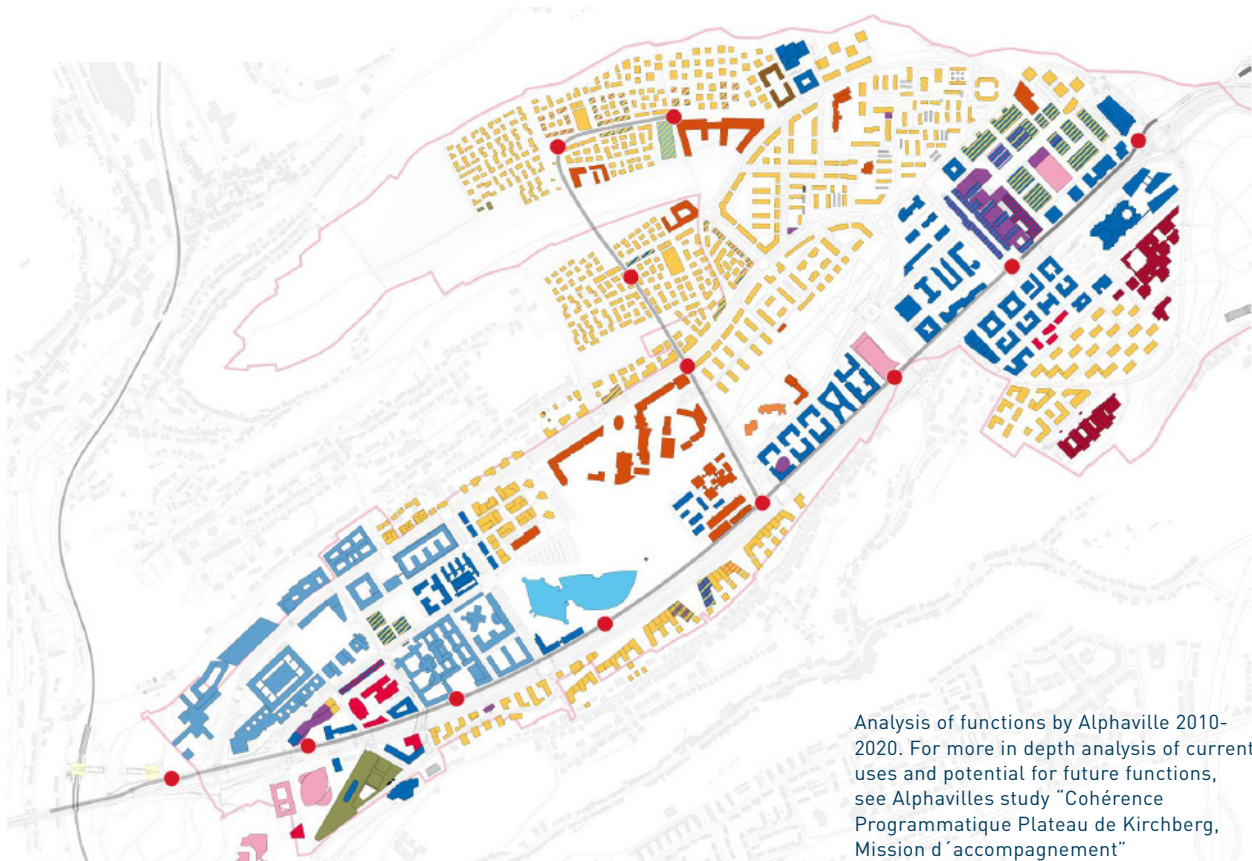 Analysis of functions by Alphaville 2010-
2020. For more in depth analysis of current
uses and potential for future functions,
see Alphavilles study “Cohérence
Programmatique Plateau de Kirchberg,
Mission d´accompagnement”